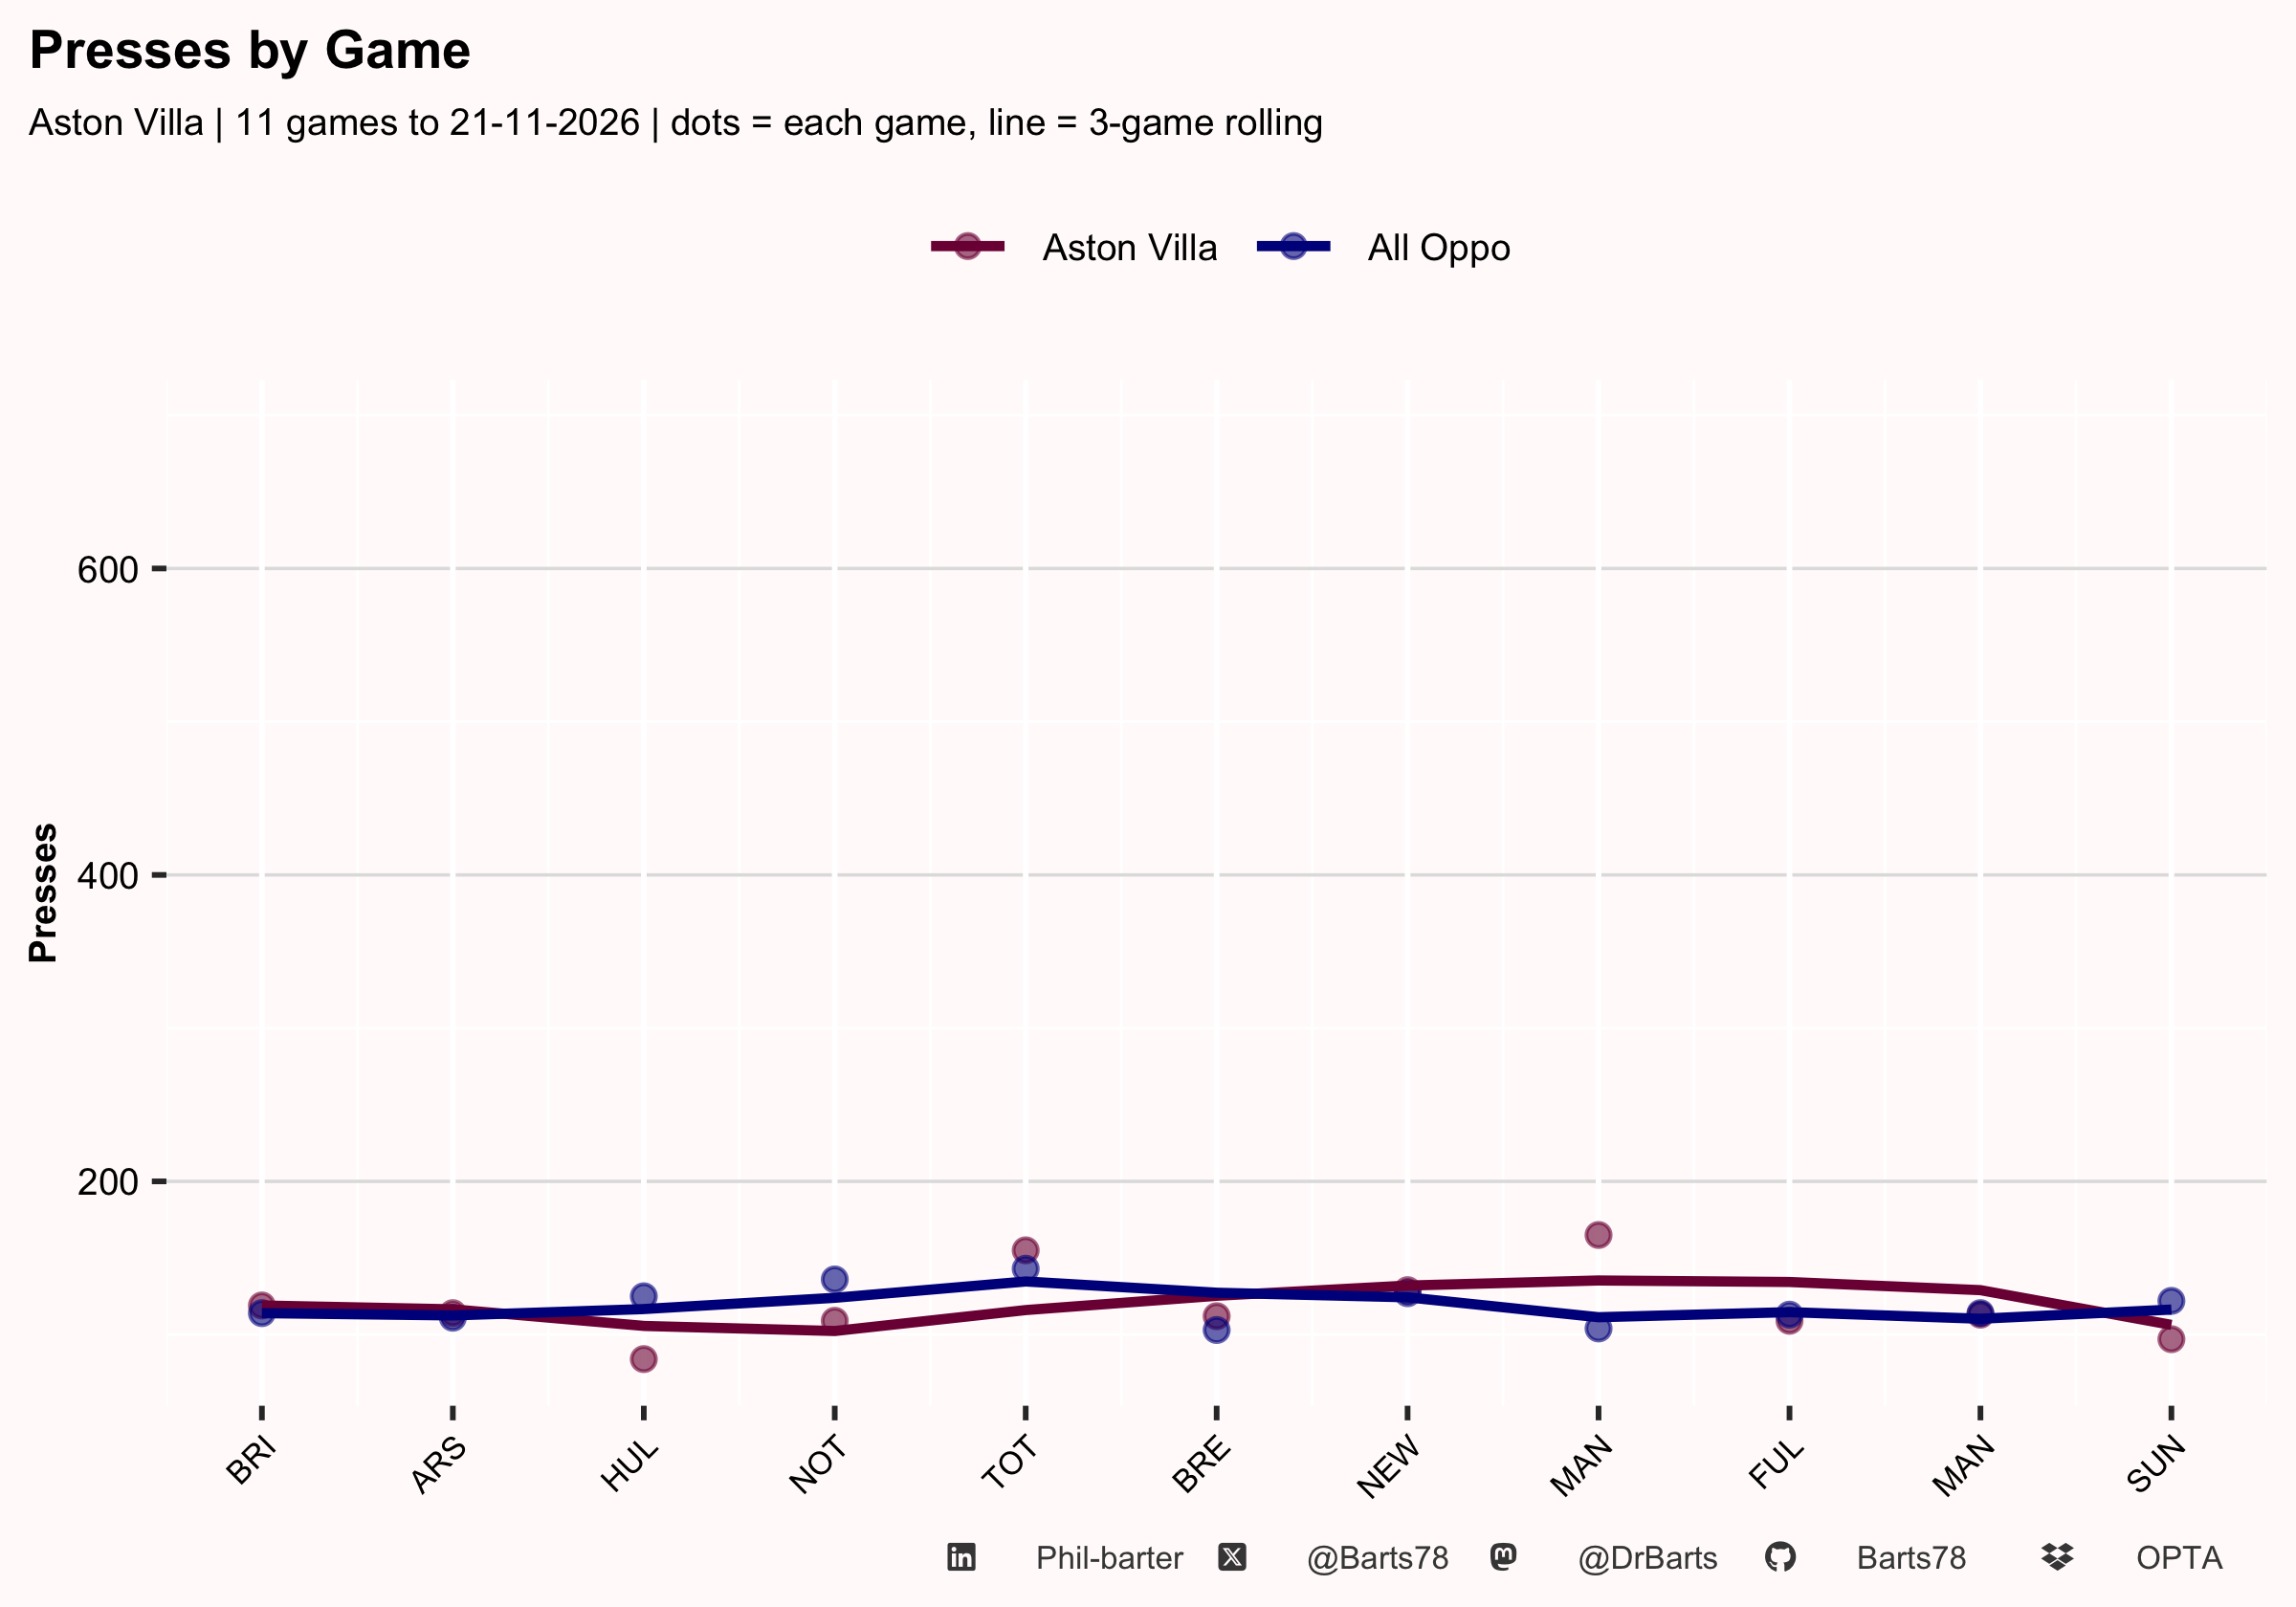 Presses by Game
Aston Villa | 11 games to 21-11-2026 | dots = each game, line = 3-game rolling
Aston Villa All Oppo
600
400
200
Presses
BRI ARS HUL NOT TOT BRE NEW MAN FUL MAN SUN
Phil-barter @Barts78 @DrBarts Barts78 OPTA